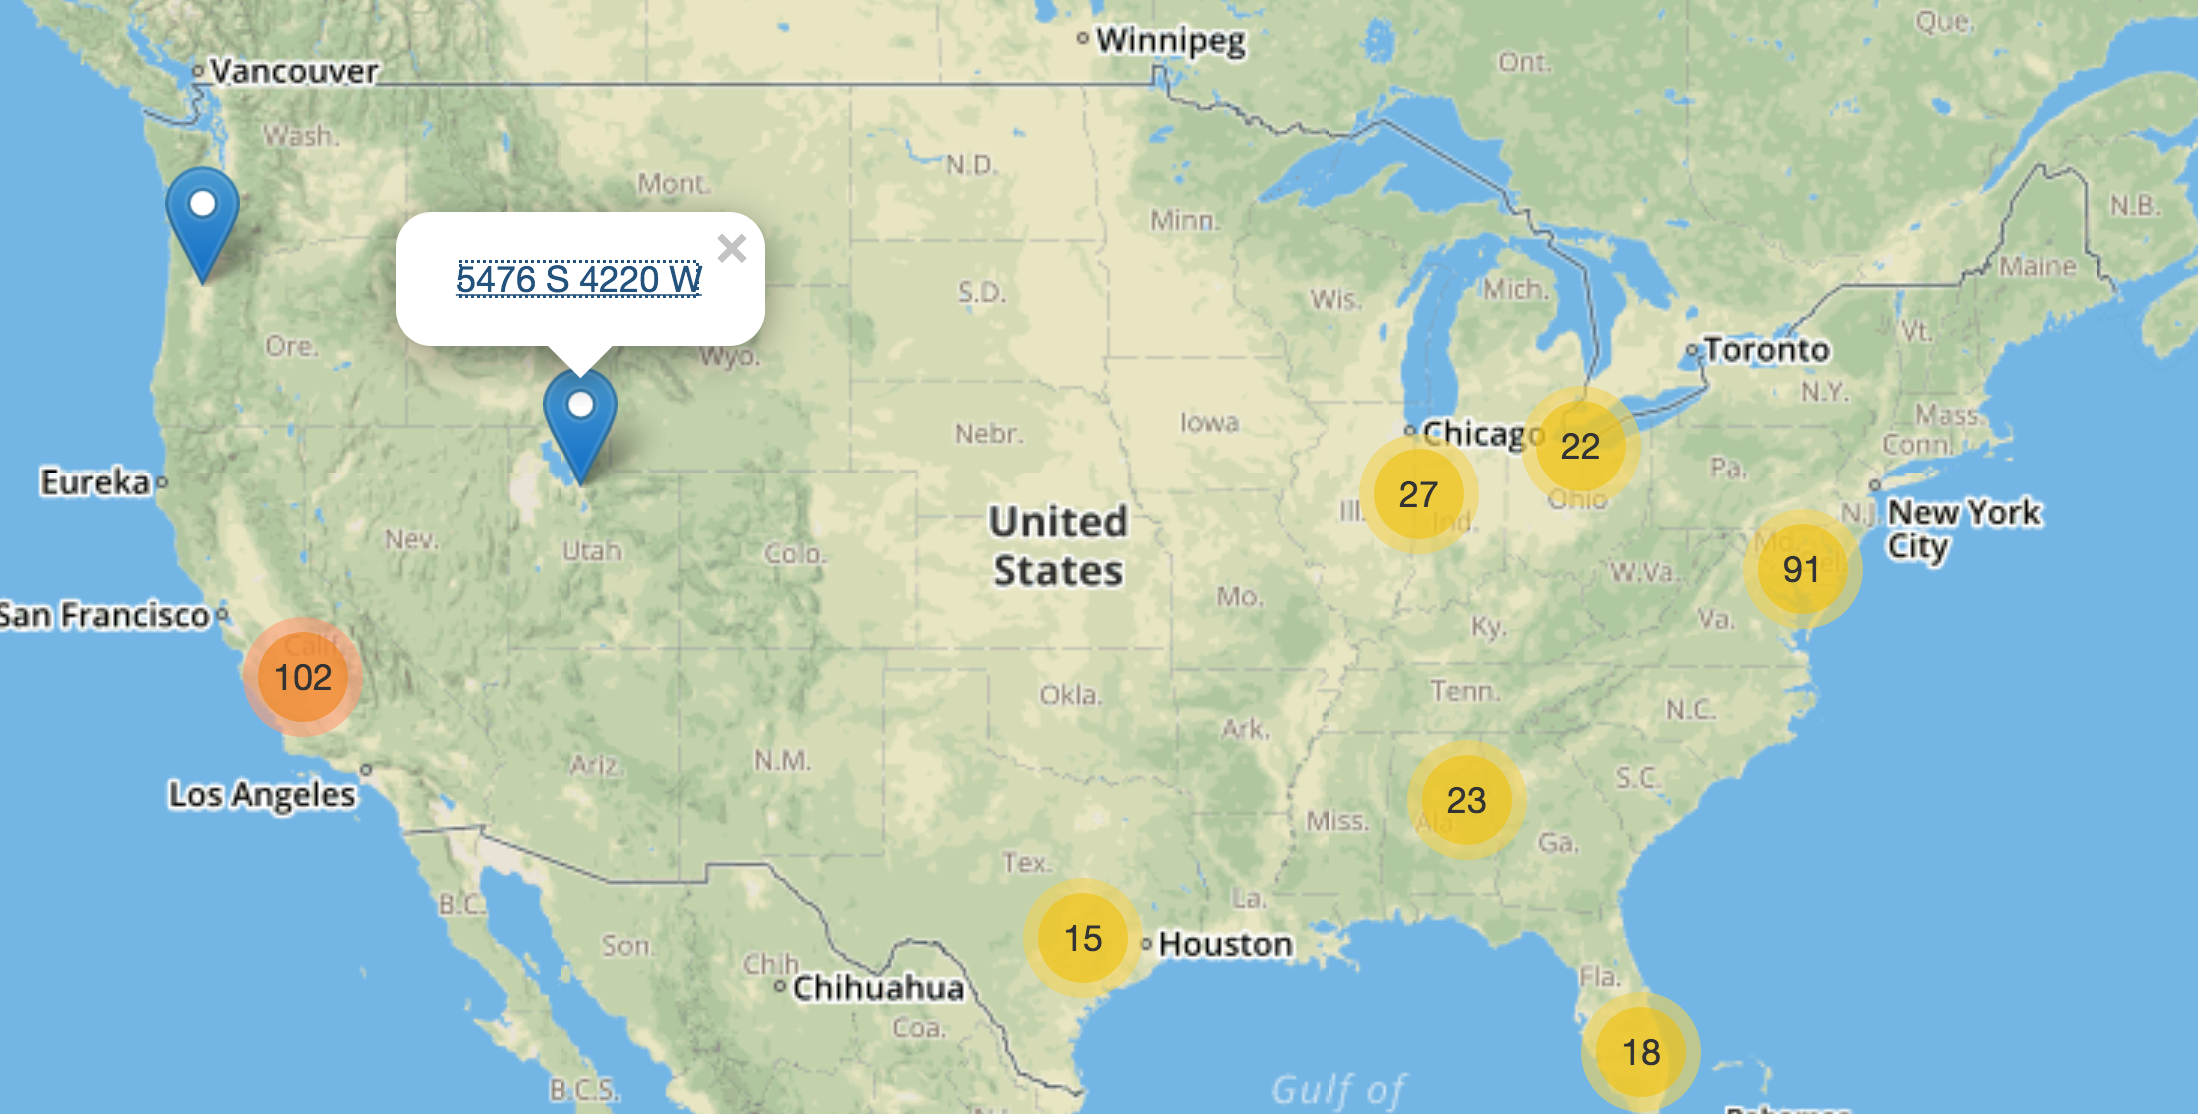 Que.
Winnipeg
Ont.
Vancouver
Wash.
N.D.
Mont.
N.B.
Minn.
Maine
5476 S 4220 W
×
S.D.
Mich.
Wis.
Vt.
Ore.
Toronto
Wyo.
N.Y.
Mass.
Iowa
Nebr.
Chicago
22
Conn.
Pa.
Eureka
27
Ohio
Ill.
Ind.
N.J.
New York
City
United
States
Nev.
Utah
Colo.
Md.
Del.
91
W.Va.
Mo.
San Francisco
Ky.
Va.
Calif.
102
Okla.
Tenn.
N.C.
Ark.
Ariz.
N.M.
S.C.
Los Angeles
23
Miss.
Ala.
Ga.
Tex.
La.
B.C.
15
Houston
Son.
Chih.
Chihuahua
Fla.
Coa.
18
B.C.S.
Gulf of